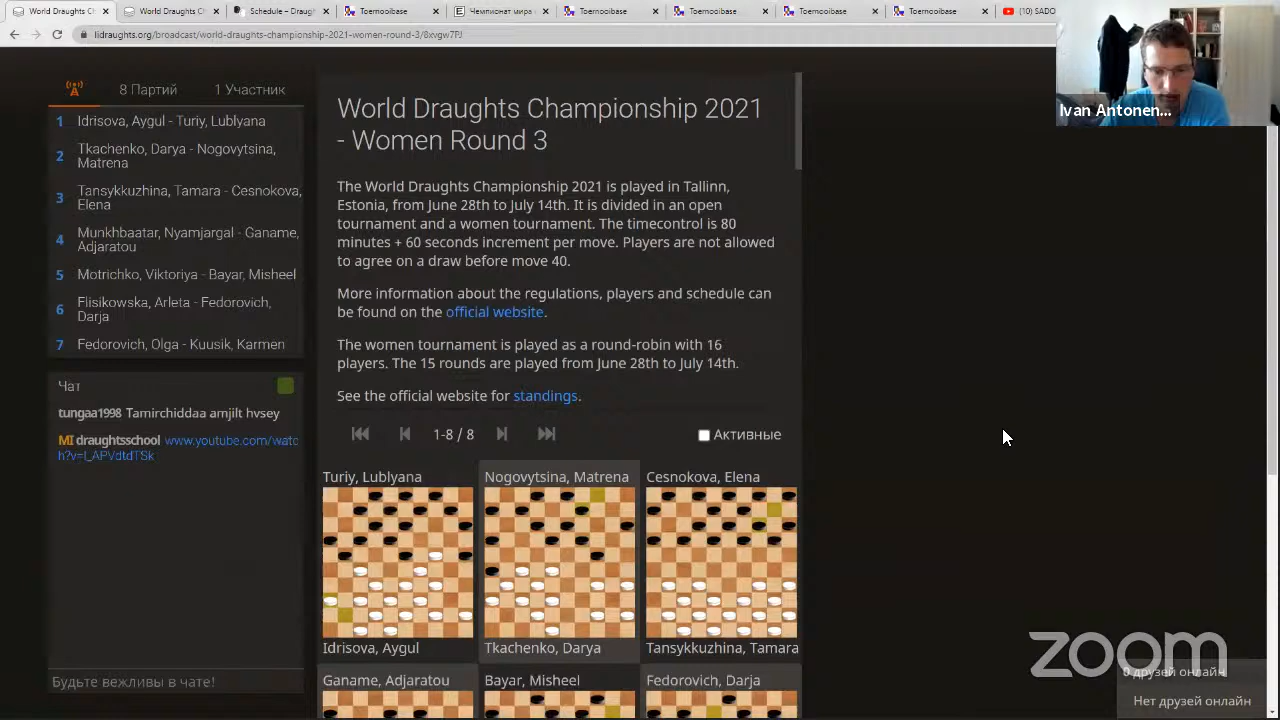 World Draughts Ch
World Draughts Ch
Schedule – Draugh
Toernooibase
Чемпионат мира
Toernooibase
Toernooibase
Toernooibase
Toernooibase
(10) SADO
lidraughts.org/broadcast/world-draughts-championship-2021-women-round-3/8xvgw7PJ
Ivan Antonen...
8 Партий
1 Участник
1 Idrisova, Aygul - Turiy, Lublyana
2 Tkachenko, Darya - Nogovytsina,
Matrena
3 Tansykkuzhina, Tamara - Cesnokova,
Elena
4 Munkhbaatar, Nyamjargal - Ganame,
Adjaratou
5 Motrichko, Viktoriya - Bayar, Misheel
6 Flisikowska, Arleta - Fedorovich,
Darja
7 Fedorovich, Olga - Kuusik, Karmen
Чат
tungaa1998 Tamirchiddaa amjilt hvsey
MI draughtsschool www.youtube.com/watc
h?v=I_APVdtdTSk
Будьте вежливы в чате!
World Draughts Championship 2021
- Women Round 3
The World Draughts Championship 2021 is played in Tallinn,
Estonia, from June 28th to July 14th. It is divided in an open
tournament and a women tournament. The timecontrol is 80
minutes + 60 seconds increment per move. Players are not allowed
to agree on a draw before move 40.
More information about the regulations, players and schedule can
be found on the official website.
The women tournament is played as a round-robin with 16
players. The 15 rounds are played from June 28th to July 14th.
See the official website for standings.
1-8 / 8
Активные
Turiy, Lublyana
Nogovytsina, Matrena
Cesnokova, Elena
Idrisova, Aygul
Tkachenko, Darya
Tansykkuzhina, Tamara
Ganame, Adjaratou
Bayar, Misheel
Fedorovich, Darja
zoom
0 друзей онлайн
Нет друзей онлайн